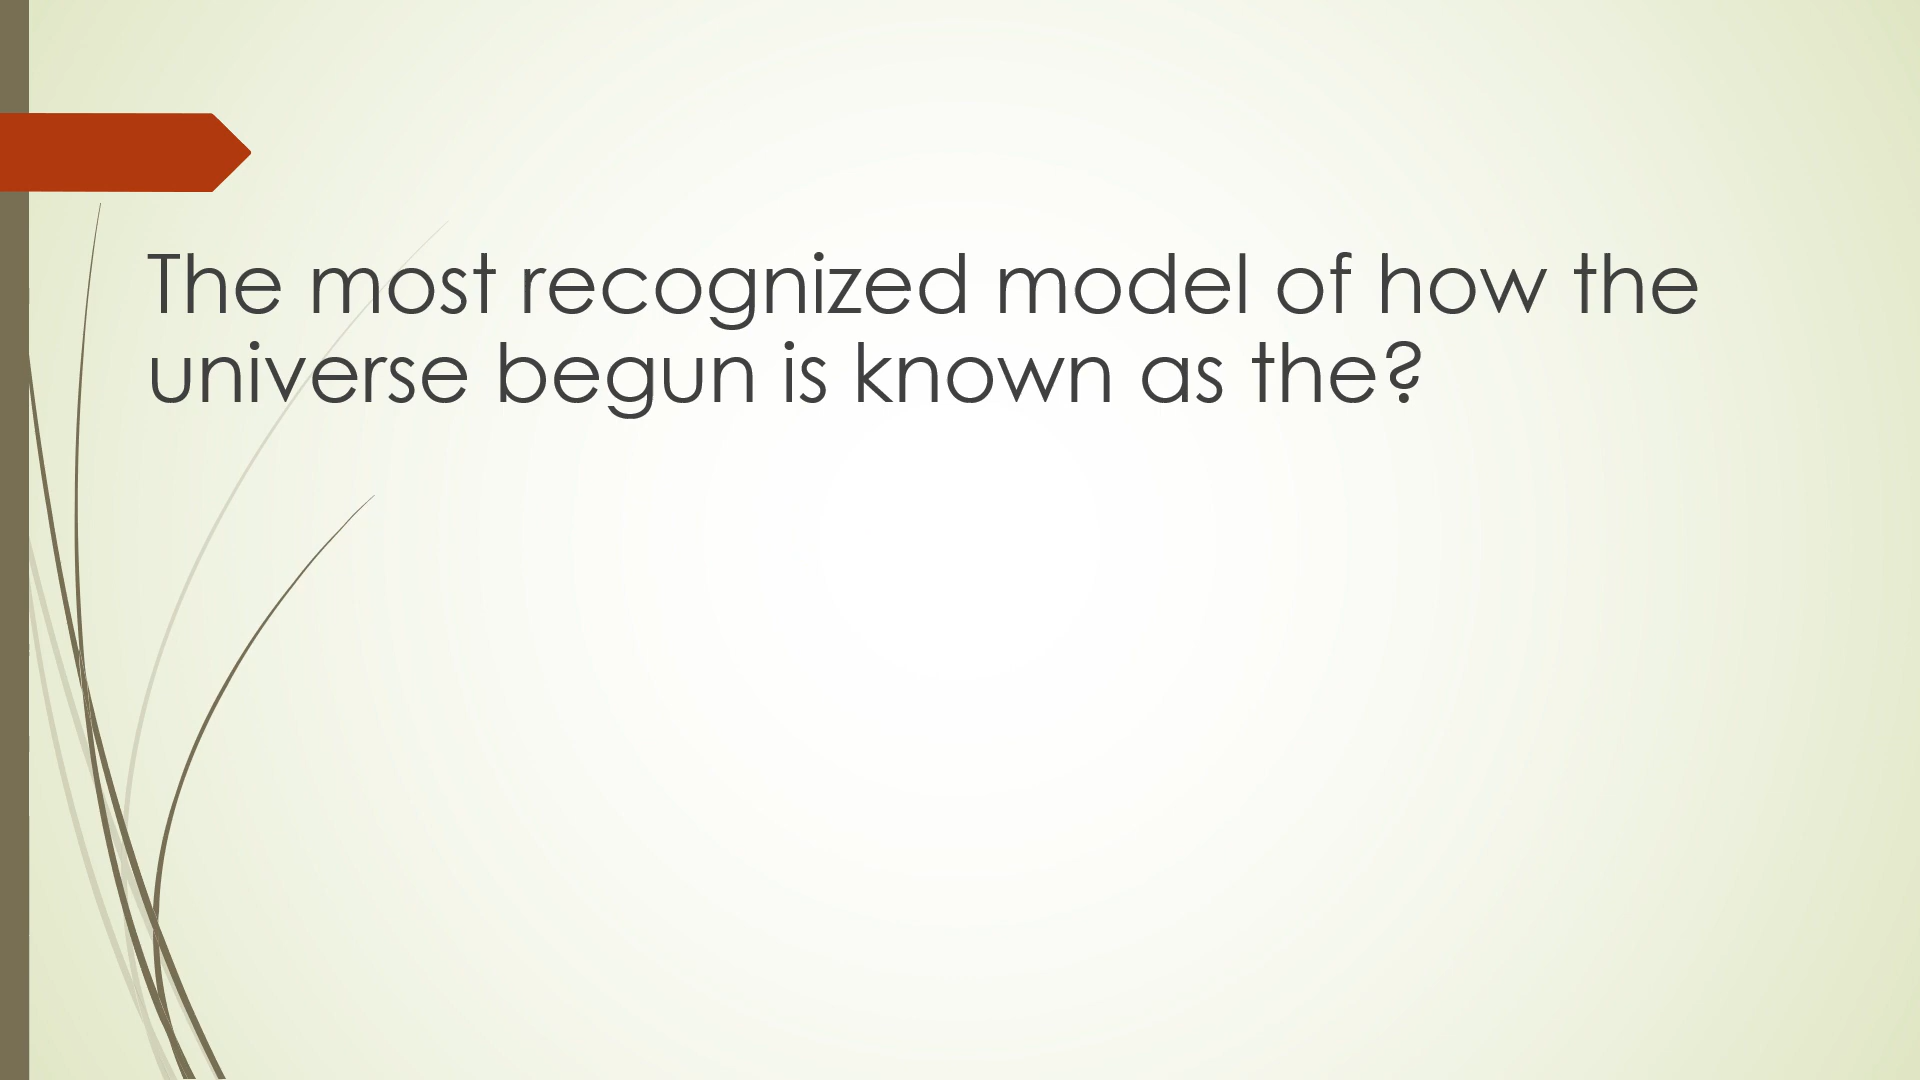 The most recognized model of how the
universe begun is known as the?